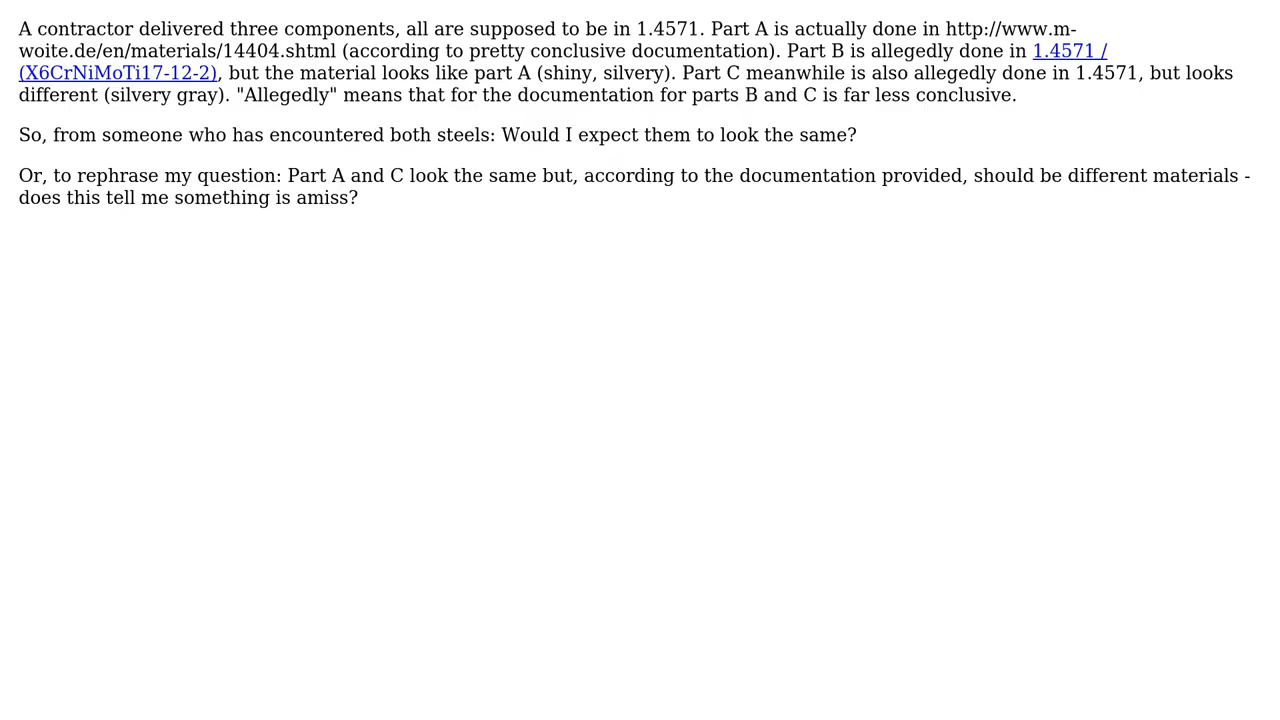 A contractor delivered three components, all are supposed to be in 1.4571. Part A is actually done in http://www.m-
woite.de/en/materials/14404.shtml (according to pretty conclusive documentation). Part B is allegedly done in 1.4571 /
(X6CrNiMoTi17-12-2), but the material looks like part A (shiny, silvery). Part C meanwhile is also allegedly done in 1.4571, but looks
different (silvery gray). "Allegedly" means that for the documentation for parts B and C is far less conclusive.
So, from someone who has encountered both steels: Would I expect them to look the same?
Or, to rephrase my question: Part A and C look the same but, according to the documentation provided, should be different materials -
does this tell me something is amiss?